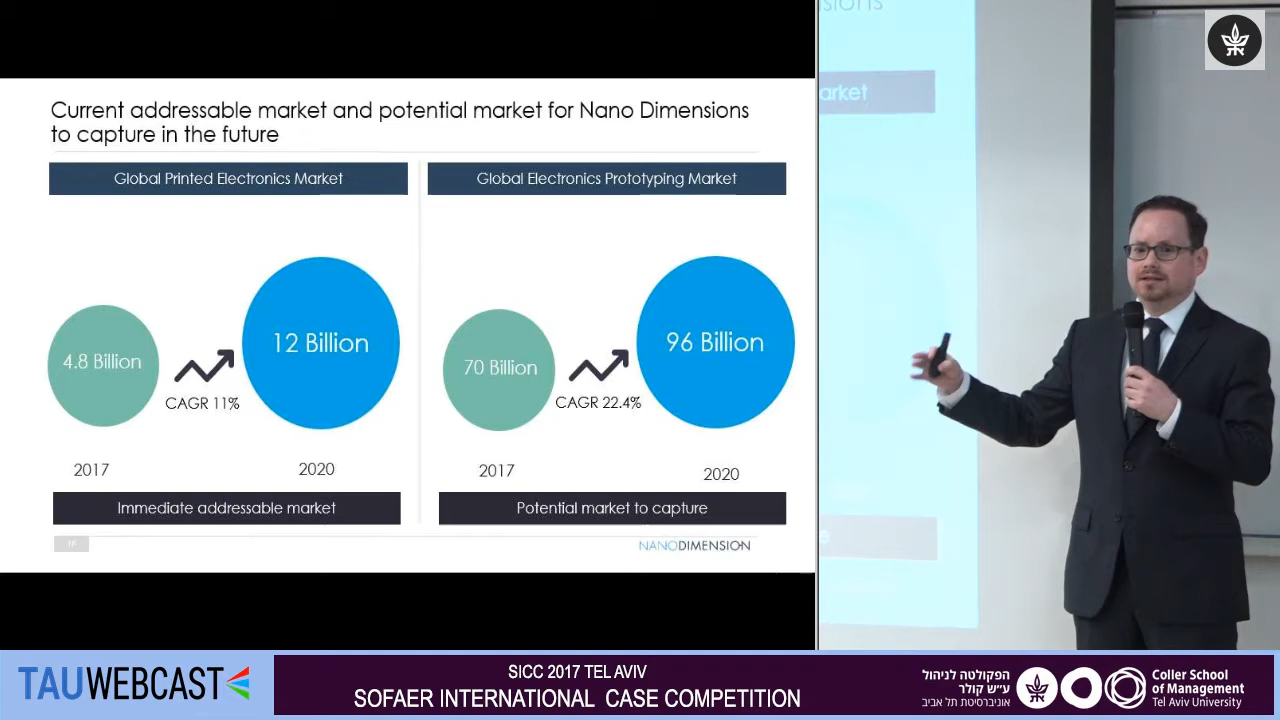 Current addressable market and potential market for Nano Dimensions
to capture in the future
Global Printed Electronics Market
4.8 Billion
CAGR 11%
12 Billion
2017
2020
Immediate addressable market
Global Electronics Prototyping Market
70 Billion
CAGR 22.4%
96 Billion
2017
2020
Potential market to capture
NANODIMENSION
arket
TAUWEBCAST
SICC 2017 TEL AVIV
SOFAER INTERNATIONAL CASE COMPETITION
הפקולטה לניהול
ע״ש קולר
אוניברסיטת תל אביב
Coller School
of Management
Tel Aviv University